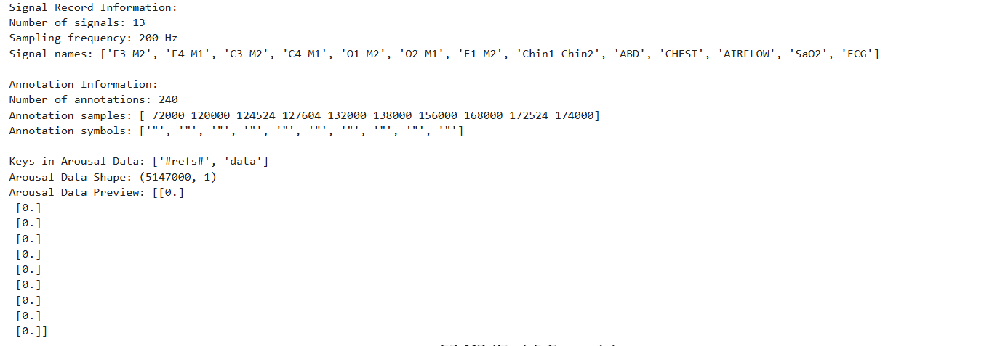 Signal Record Information:
Number of signals: 13
Sampling frequency: 200 Hz
Signal names: ['F3-M2', 'F4-M1', 'C3-M2', 'C4-M1', 'O1-M2', 'O2-M1', 'E1-M2', 'Chin1-Chin2', 'ABD', 'CHEST', 'AIRFLOW', 'SaO2', 'ECG']
Annotation Information:
Number of annotations: 240
Annotation samples: [ 72000 120000 124524 127604 132000 138000 156000 168000 172524 174000]
Annotation symbols: ['"', '"', '"', '"', '"', '"', '"', '"', '"', '"']
Keys in Arousal Data: ['#refs#', 'data']
Arousal Data Shape: (5147000, 1)
Arousal Data Preview: [[0.]
[0.]
[0.]
[0.]
[0.]
[0.]
[0.]
[0.]
[0.]
[0.]]